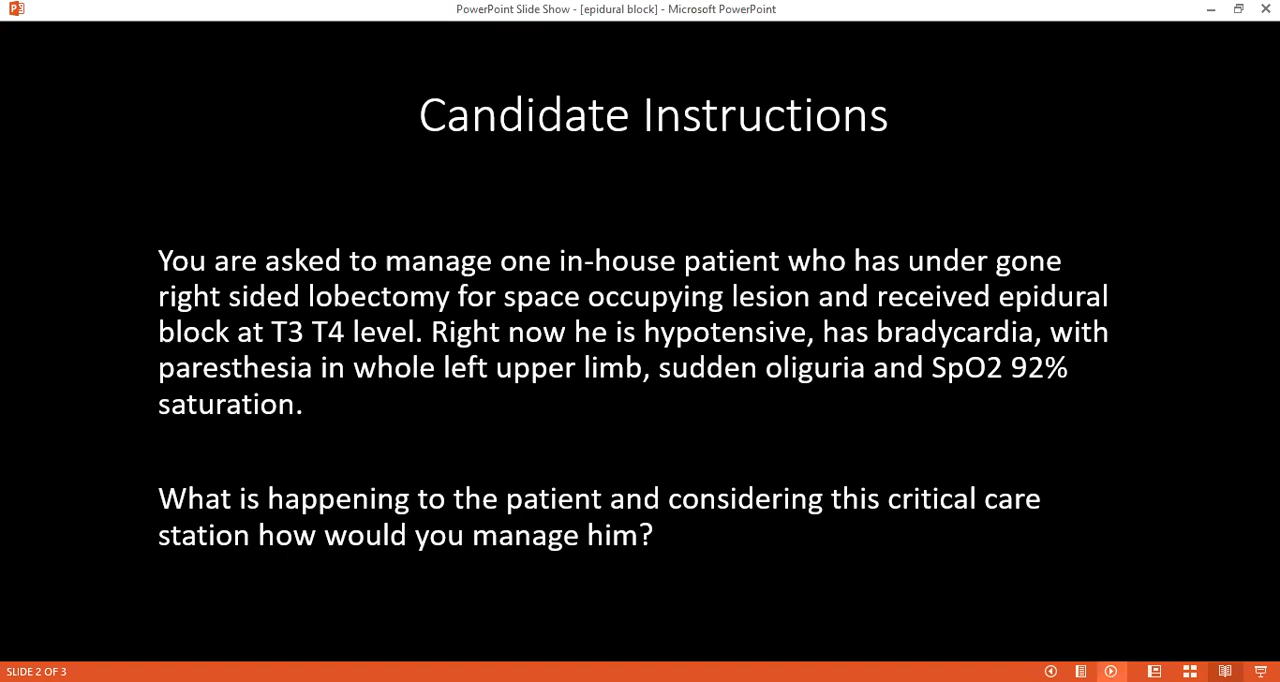 PowerPoint Slide Show - [epidural block] - Microsoft PowerPoint
Candidate Instructions
You are asked to manage one in-house patient who has under gone
right sided lobectomy for space occupying lesion and received epidural
block at T3 T4 level. Right now he is hypotensive, has bradycardia, with
paresthesia in whole left upper limb, sudden oliguria and SpO2 92%
saturation.
What is happening to the patient and considering this critical care
station how would you manage him?
SLIDE 2 OF 3